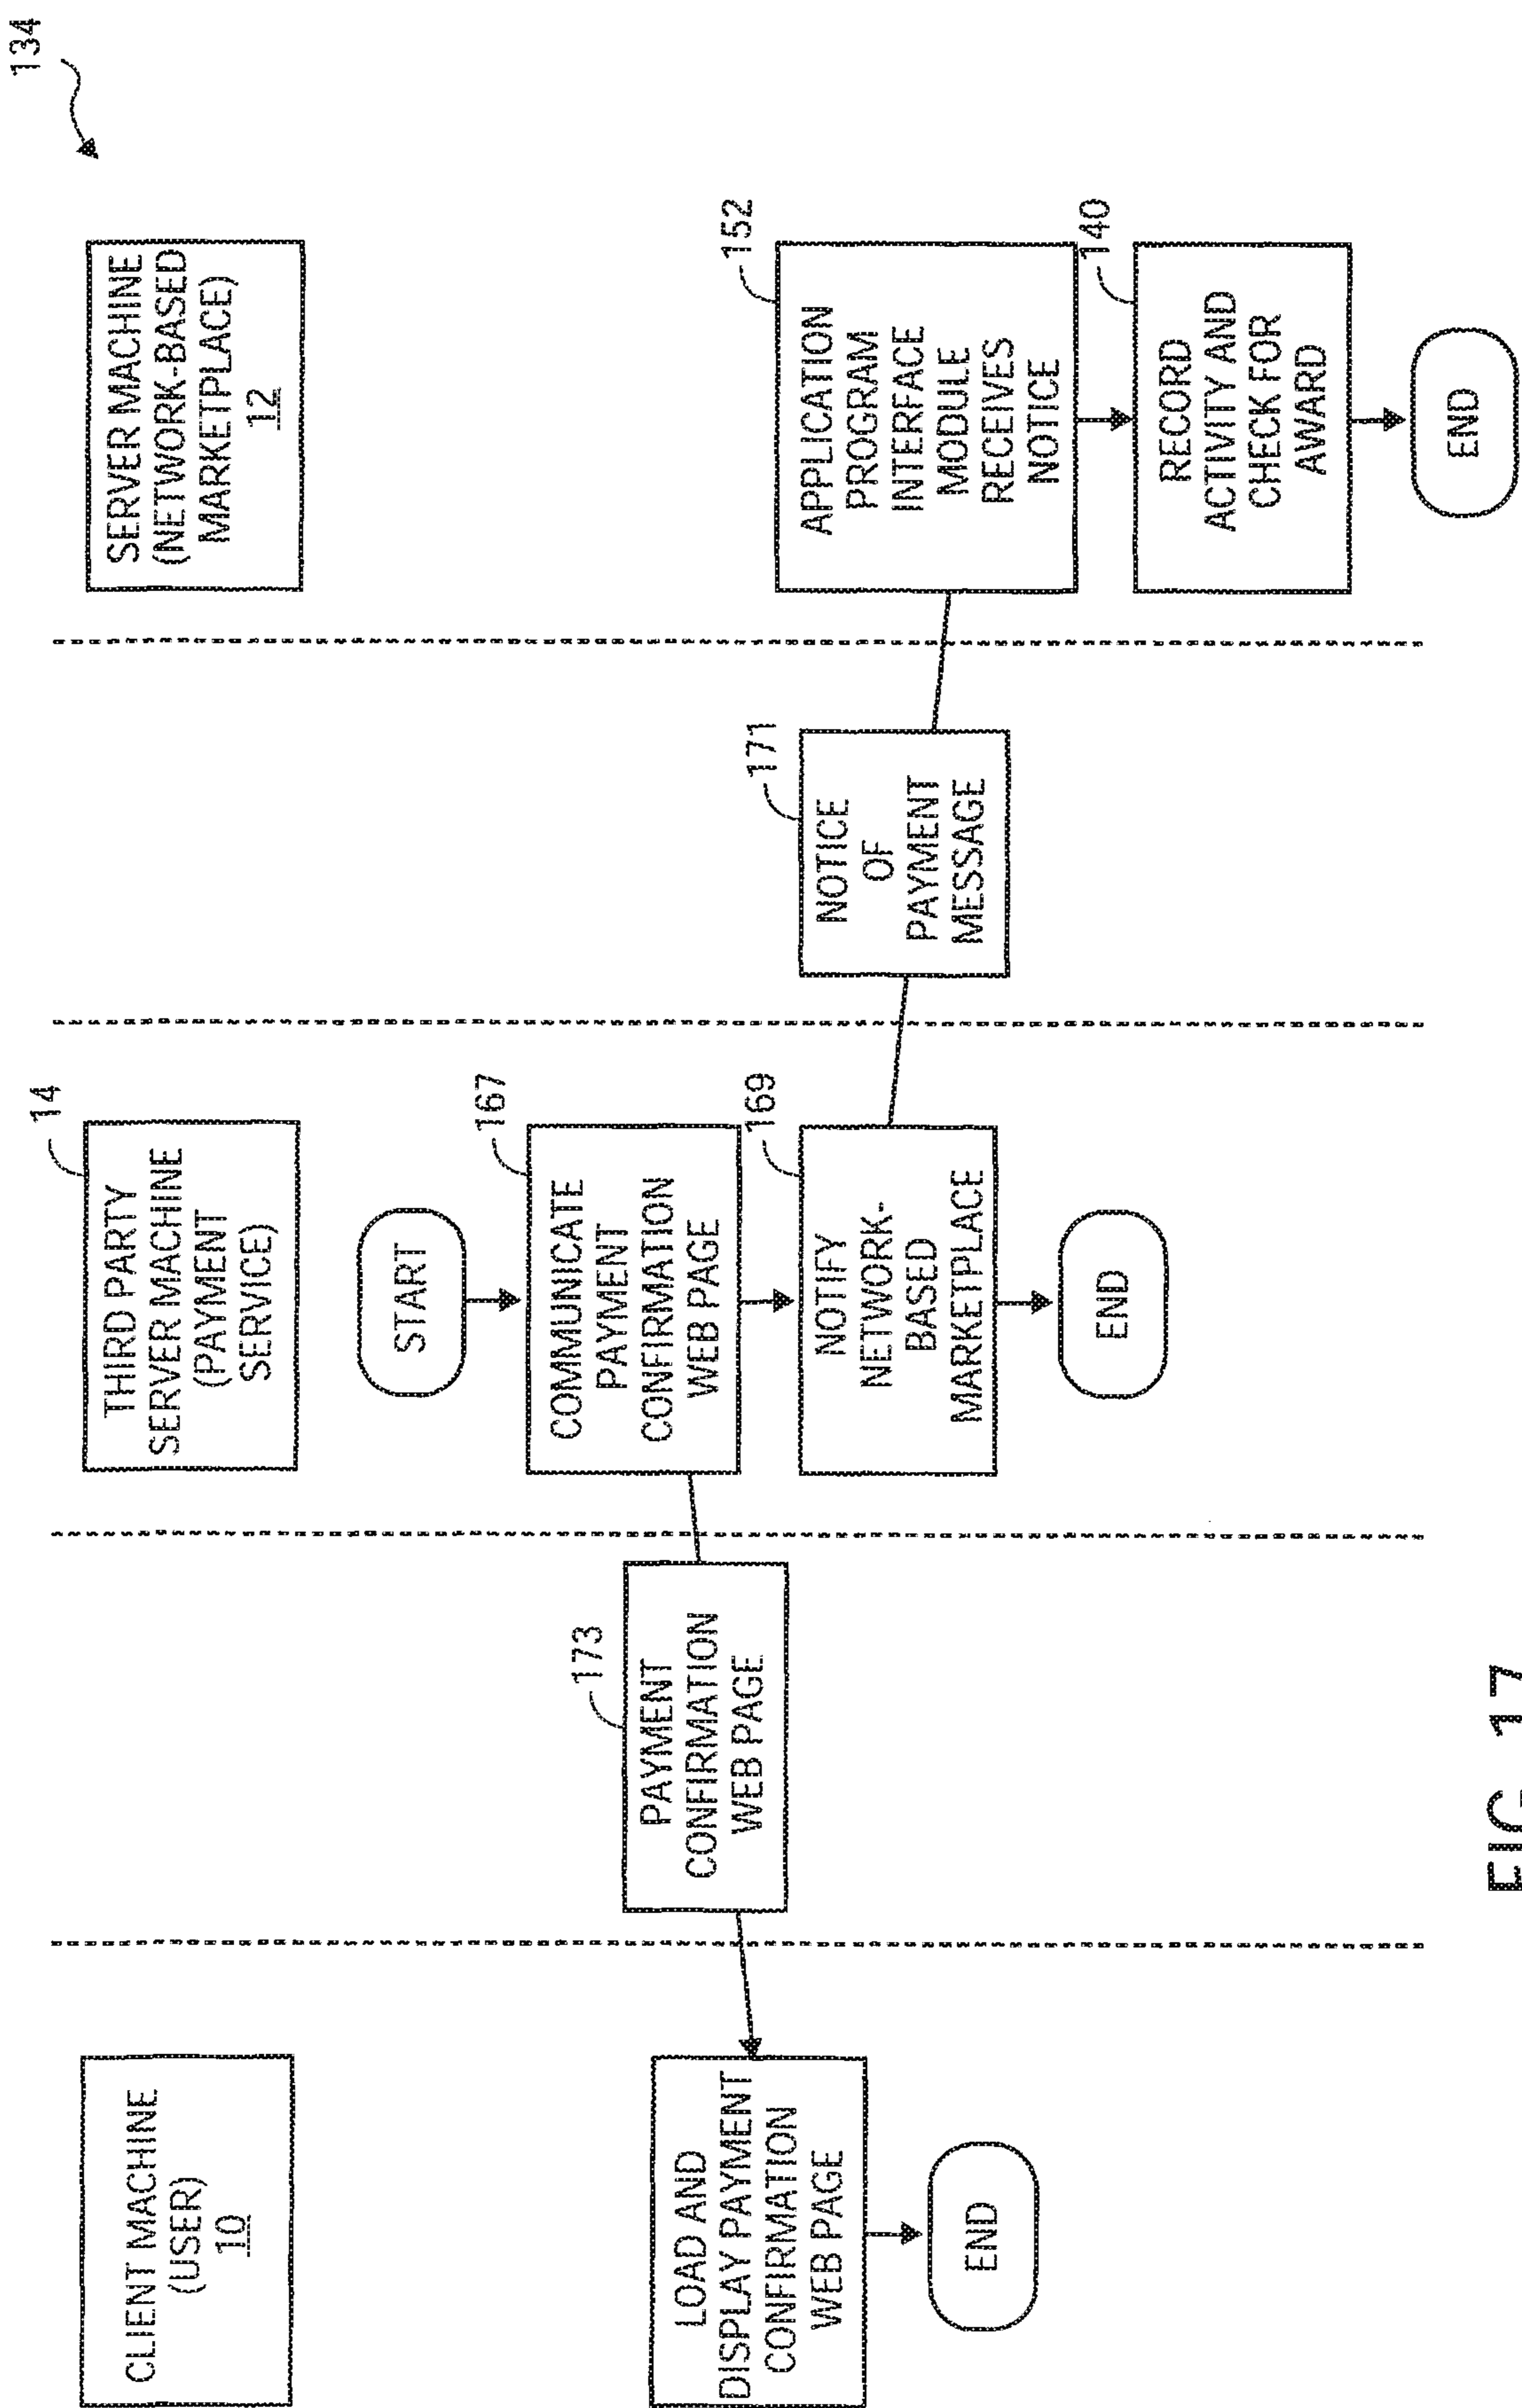 134
CLIENT MACHINE
(USER)
10
14
THIRD PARTY
SERVER MACHINE
(PAYMENT
SERVICE)
SERVER MACHINE
(NETWORK-BASED
MARKETPLACE)
12
START
167
COMMUNICATE
PAYMENT
CONFIRMATION
WEB PAGE
173
PAYMENT
CONFIRMATION
WEB PAGE
LOAD AND
DISPLAY PAYMENT
CONFIRMATION
WEB PAGE
END
169
NOTIFY
NETWORK-
BASED
MARKETPLACE
END
171
NOTICE
OF
PAYMENT
MESSAGE
152
APPLICATION
PROGRAM
INTERFACE
MODULE
RECEIVES
NOTICE
140
RECORD
ACTIVITY AND
CHECK FOR
AWARD
END
FIG. 17